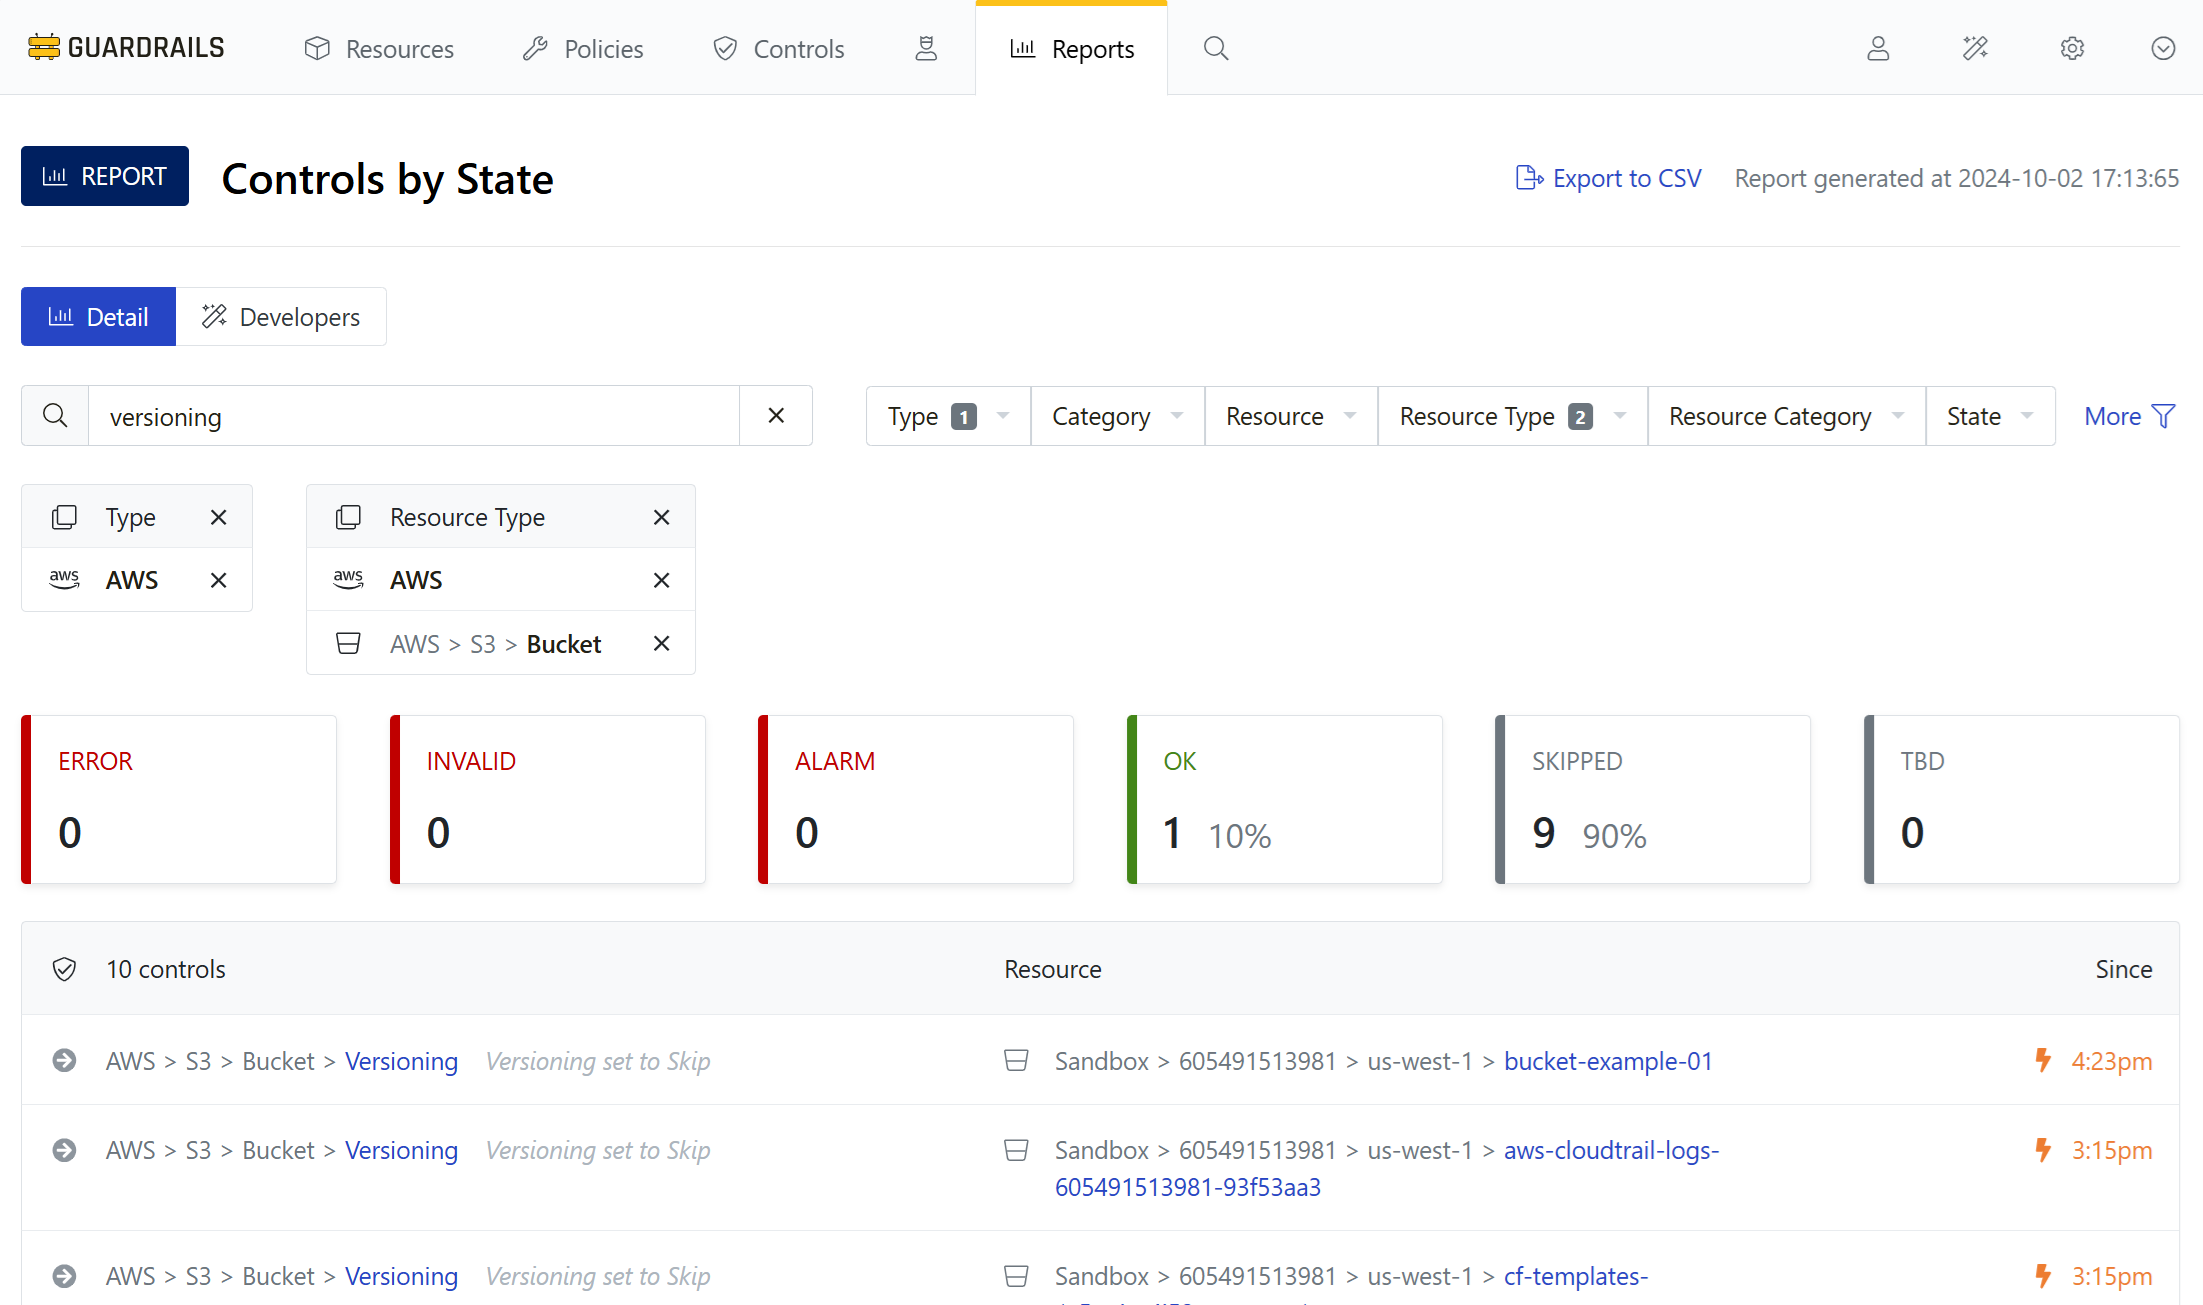 GUARDRAILS Resources Policies Controls Reports
REPORT Controls by State Export to CSV Report generated at 2024-10-02 17:13:65
Detail Developers
versioning Type 1 Category Resource Resource Type 2 Resource Category State More
Type Resource Type
aws AWS aws AWS
AWS > S3 > Bucket
ERROR INVALID ALARM OK SKIPPED TBD
0 0 0 1 10% 9 90% 0
10 controls Resource Since
AWS > S3 > Bucket > Versioning Versioning set to Skip Sandbox > 605491513981 > us-west-1 > bucket-example-01 4:23pm
AWS > S3 > Bucket > Versioning Versioning set to Skip Sandbox > 605491513981 > us-west-1 > aws-cloudtrail-logs- 3:15pm
605491513981-93f53aa3
AWS > S3 > Bucket > Versioning Versioning set to Skip Sandbox > 605491513981 > us-west-1 > cf-templates- 3:15pm